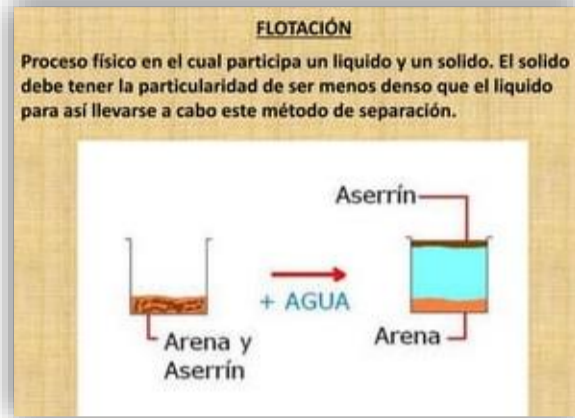 FLOTACIÓN
Proceso físico en el cual participa un liquido y un solido. El solido
debe tener la particularidad de ser menos denso que el liquido
para así llevarse a cabo este método de separación.
Aserrín
+ AGUA
Arena y
Aserrín
Arena